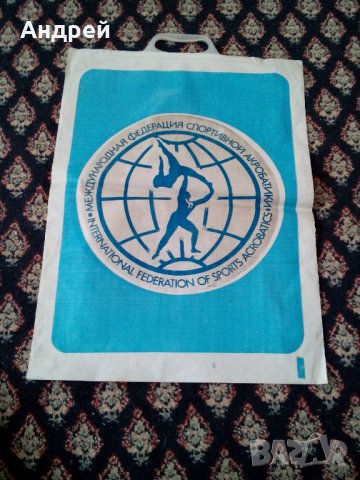 Андрей
• МЕЖДУНАРОДНАЯ ФЕДЕРАЦИЯ СПОРТИВНОЙ АКРОБАТИКИ •
INTERNATIONAL FEDERATION OF SPORTS ACROBATICS
BAZAR